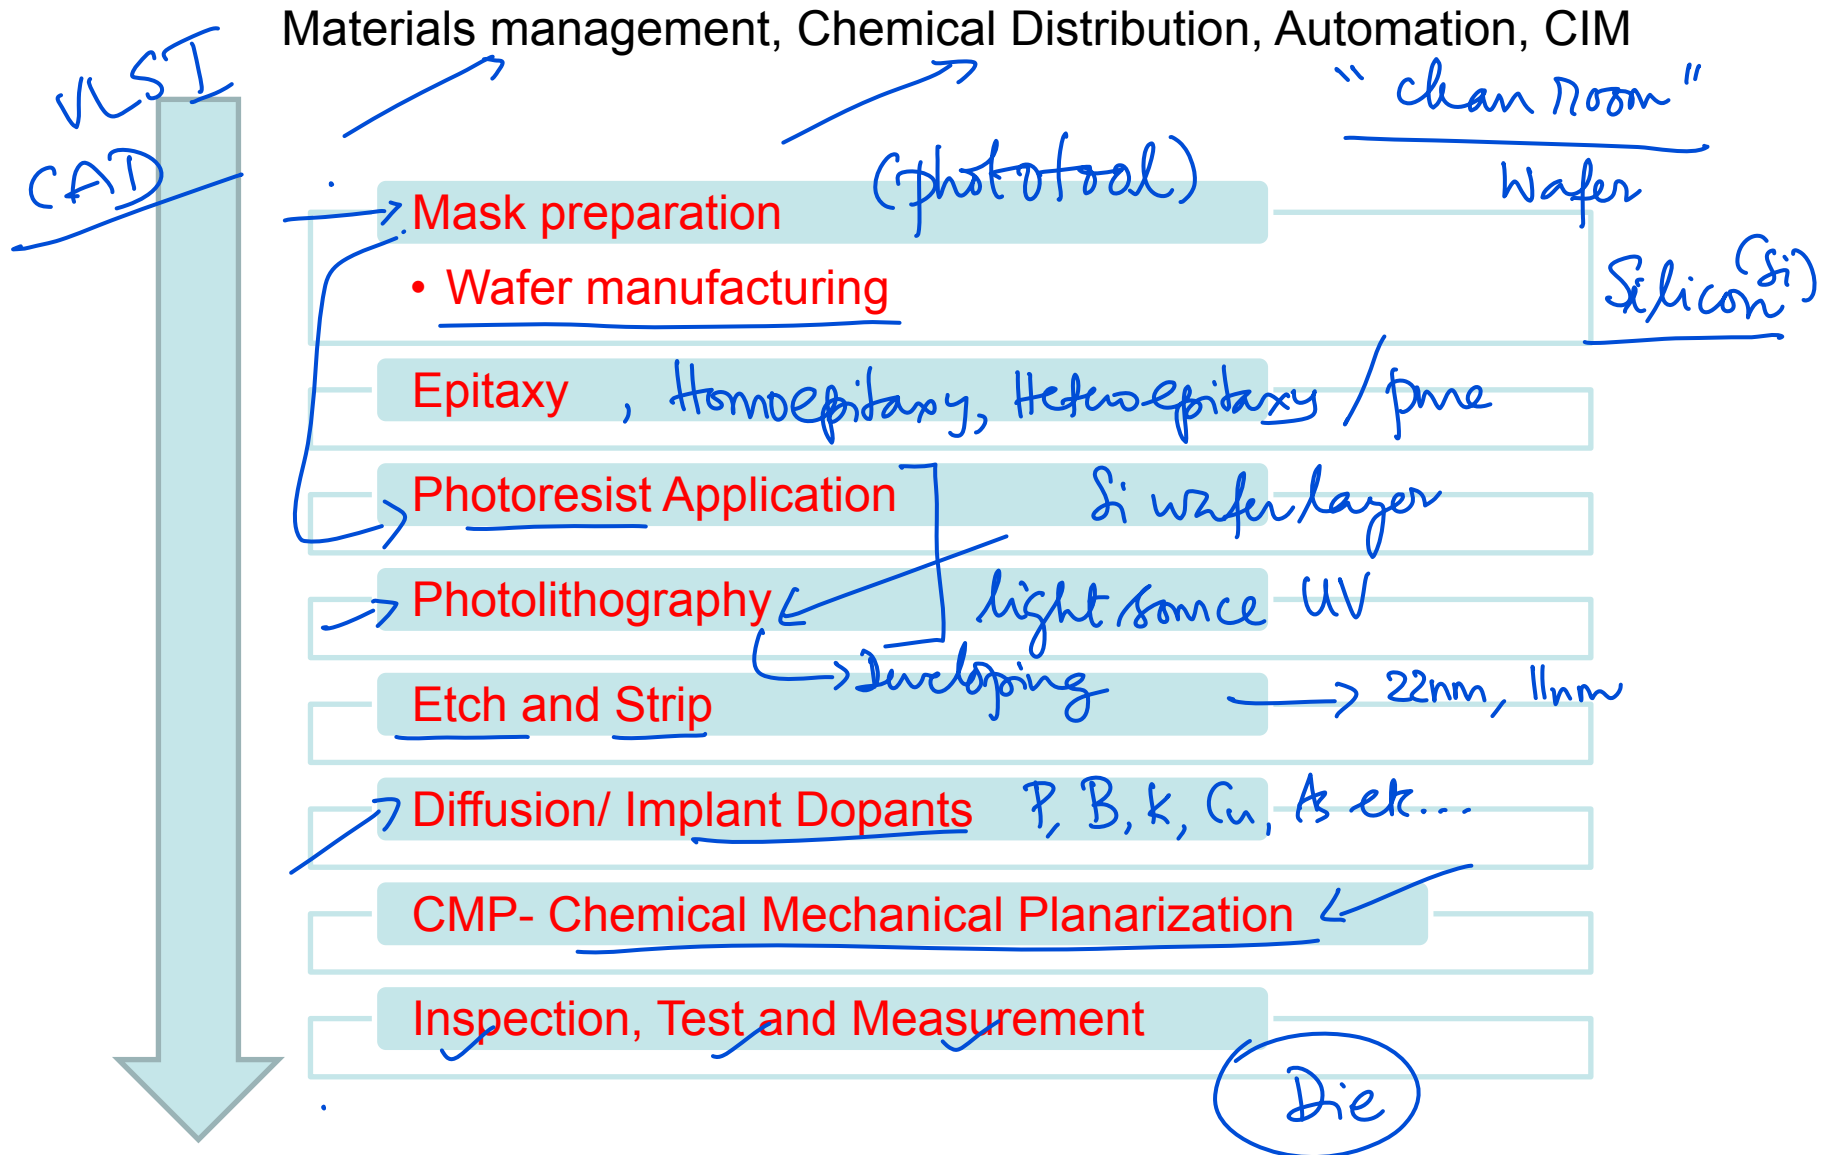 Materials management, Chemical Distribution, Automation, CIM
VLSI
CAD
"clean room"
Wafer
Silicon (Si)
Mask preparation (phototool)
• Wafer manufacturing
Epitaxy , Homoepitaxy, Heteroepitaxy / pure
Photoresist Application Si wafer layer
Photolithography light source UV
Developing
Etch and Strip → 22nm, 11nm
Diffusion/ Implant Dopants P, B, K, Cu, As etc...
CMP- Chemical Mechanical Planarization
Inspection, Test and Measurement
Die